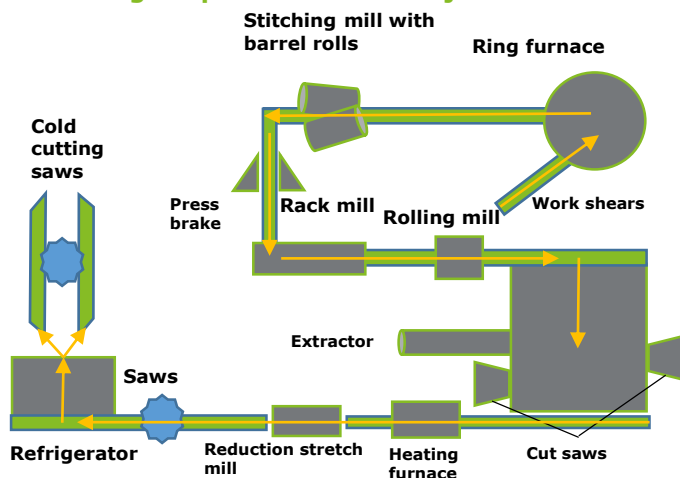 Stitching mill with
barrel rolls
Ring furnace
Cold
cutting
saws
Press
brake
Rack mill
Work shears
Rolling mill
Extractor
Saws
Refrigerator
Reduction stretch
mill
Heating
furnace
Cut saws